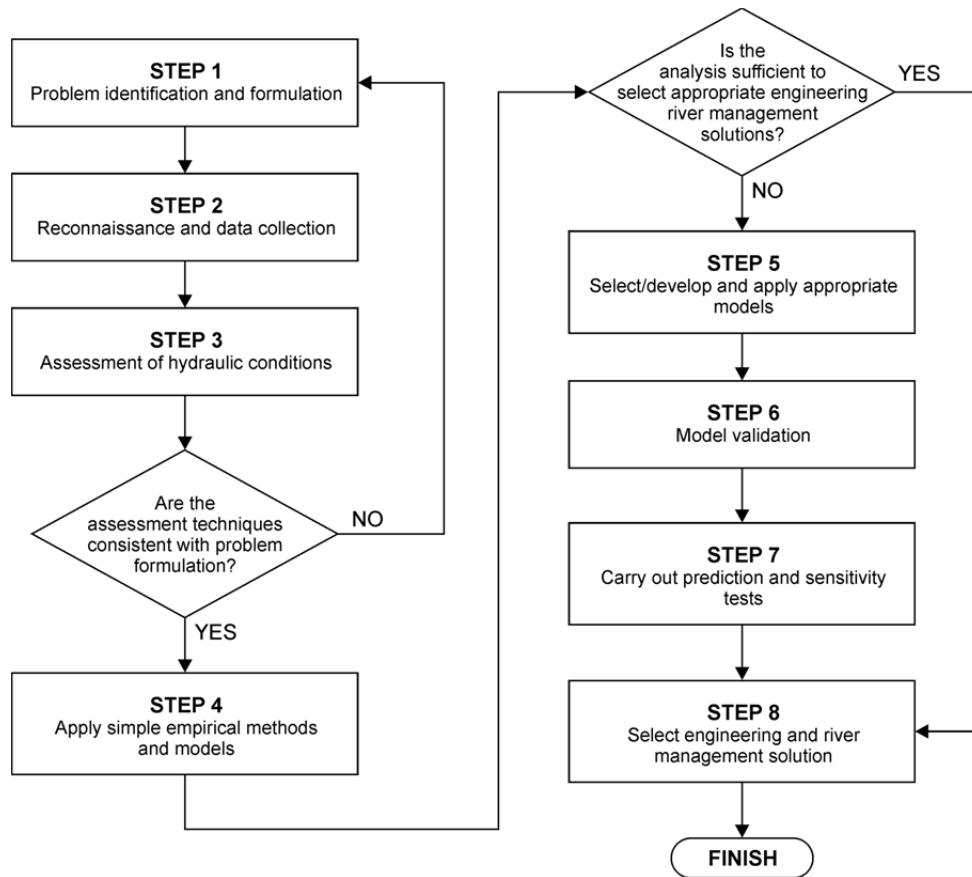 STEP 1
Problem identification and formulation
STEP 2
Reconnaissance and data collection
STEP 3
Assessment of hydraulic conditions
Are the
assessment techniques
consistent with problem
formulation?
NO
YES
STEP 4
Apply simple empirical methods
and models
Is the
analysis sufficient to
select appropriate engineering
river management
solutions?
YES
NO
STEP 5
Select/develop and apply appropriate
models
STEP 6
Model validation
STEP 7
Carry out prediction and sensitivity
tests
STEP 8
Select engineering and river
management solution
FINISH